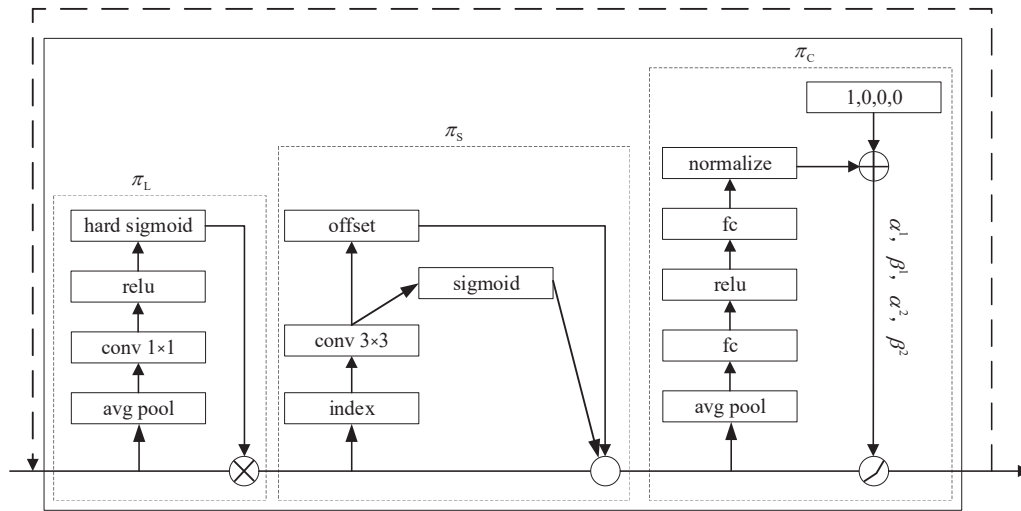 π_L
hard sigmoid
relu
conv 1×1
avg pool
π_S
offset
sigmoid
conv 3×3
index
π_C
1,0,0,0
normalize
fc
relu
fc
avg pool
α¹, β¹, α², β²